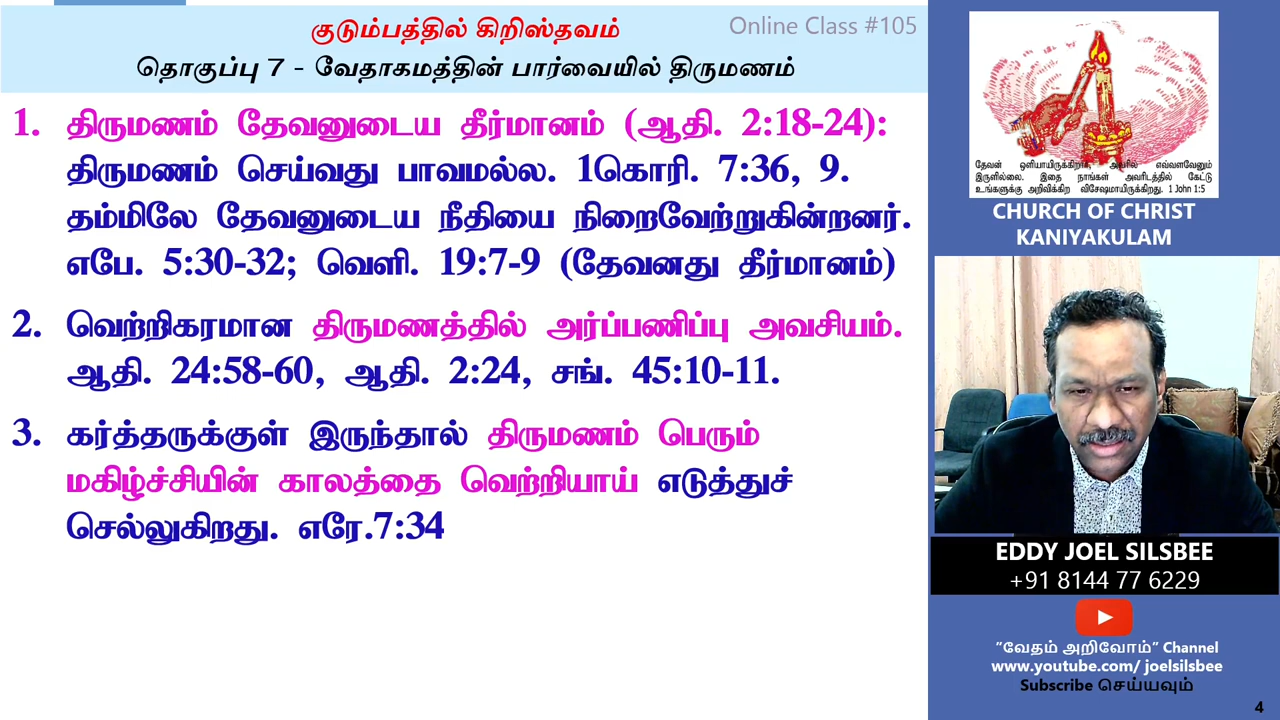 குடும்பத்தில் கிறிஸ்தவம்
Online Class #105
தொகுப்பு 7 - வேதாகமத்தின் பார்வையில் திருமணம்
1. திருமணம் தேவனுடைய தீர்மானம் (ஆதி. 2:18-24):
திருமணம் செய்வது பாவமல்ல. 1கொரி. 7:36, 9.
தம்மிலே தேவனுடைய நீதியை நிறைவேற்றுகின்றனர்.
எபே. 5:30-32; வெளி. 19:7-9 (தேவனது தீர்மானம்)
2. வெற்றிகரமான திருமணத்தில் அர்ப்பணிப்பு அவசியம்.
ஆதி. 24:58-60, ஆதி. 2:24, சங். 45:10-11.
3. கர்த்தருக்குள் இருந்தால் திருமணம் பெரும்
மகிழ்ச்சியின் காலத்தை வெற்றியாய் எடுத்துச்
செல்லுகிறது. எரே.7:34
தேவன் ஒளியாயிருக்கிறார், அவரில் எவ்வளவேனும்
இருளில்லை. இதை நாங்கள் அவரிடத்தில் கேட்டு
உங்களுக்கு அறிவிக்கிற விசேஷமாயிருக்கிறது. 1 John 1:5
CHURCH OF CHRIST
KANIYAKULAM
EDDY JOEL SILSBEE
+91 8144 77 6229
"வேதம் அறிவோம்" Channel
www.youtube.com/ joelsilsbee
Subscribe செய்யவும்
4